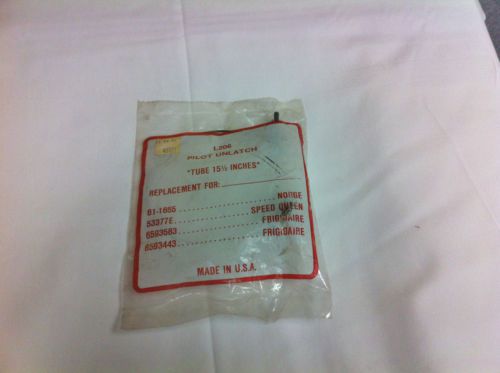 L206
PILOT UNLATCH
"TUBE 15½ INCHES"
REPLACEMENT FOR:
61-1655 NORGE
53377E SPEED QUEEN
6593583 FRIGIDAIRE
6593443 FRIGIDAIRE
MADE IN U.S.A.